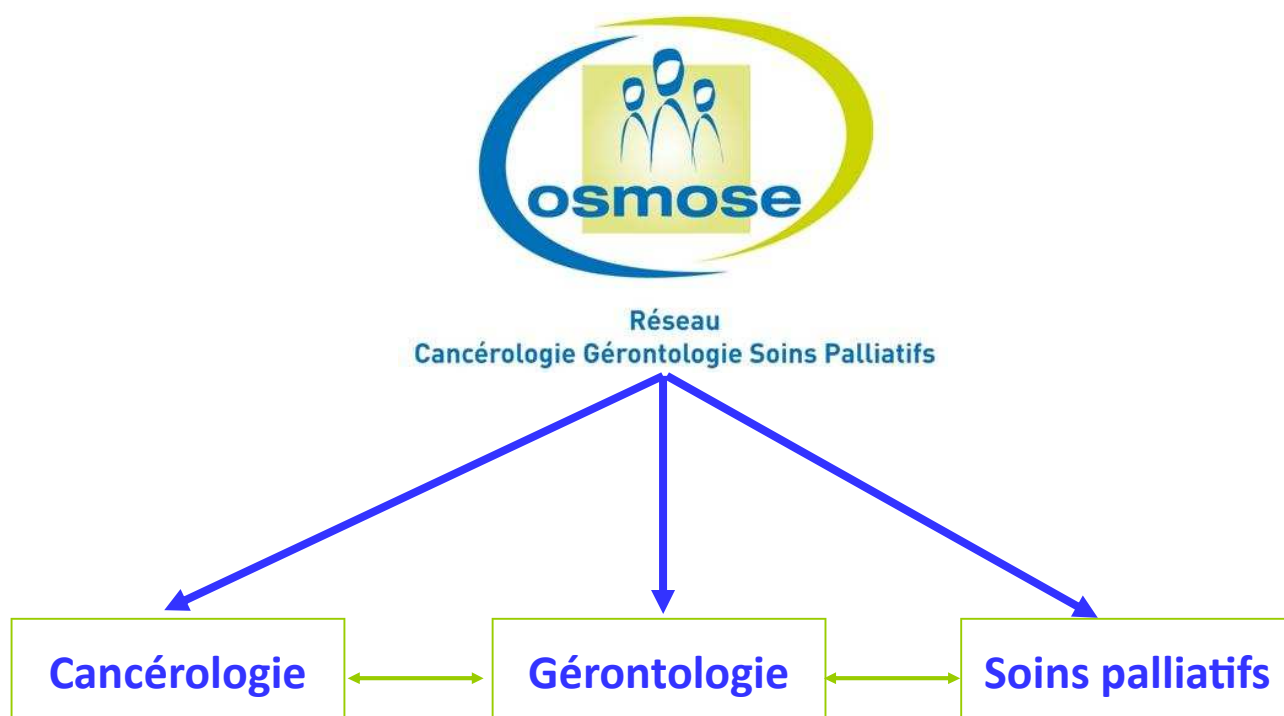 osmose
Réseau
Cancérologie Gérontologie Soins Palliatifs
Cancérologie
Gérontologie
Soins palliatifs